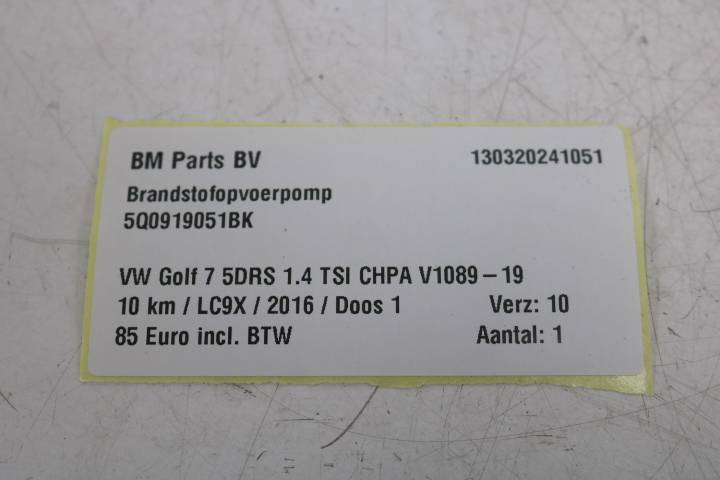 BM Parts BV 130320241051
Brandstofopvoerpomp
5Q0919051BK
VW Golf 7 5DRS 1.4 TSI CHPA V1089 – 19
10 km / LC9X / 2016 / Doos 1 Verz: 10
85 Euro incl. BTW Aantal: 1